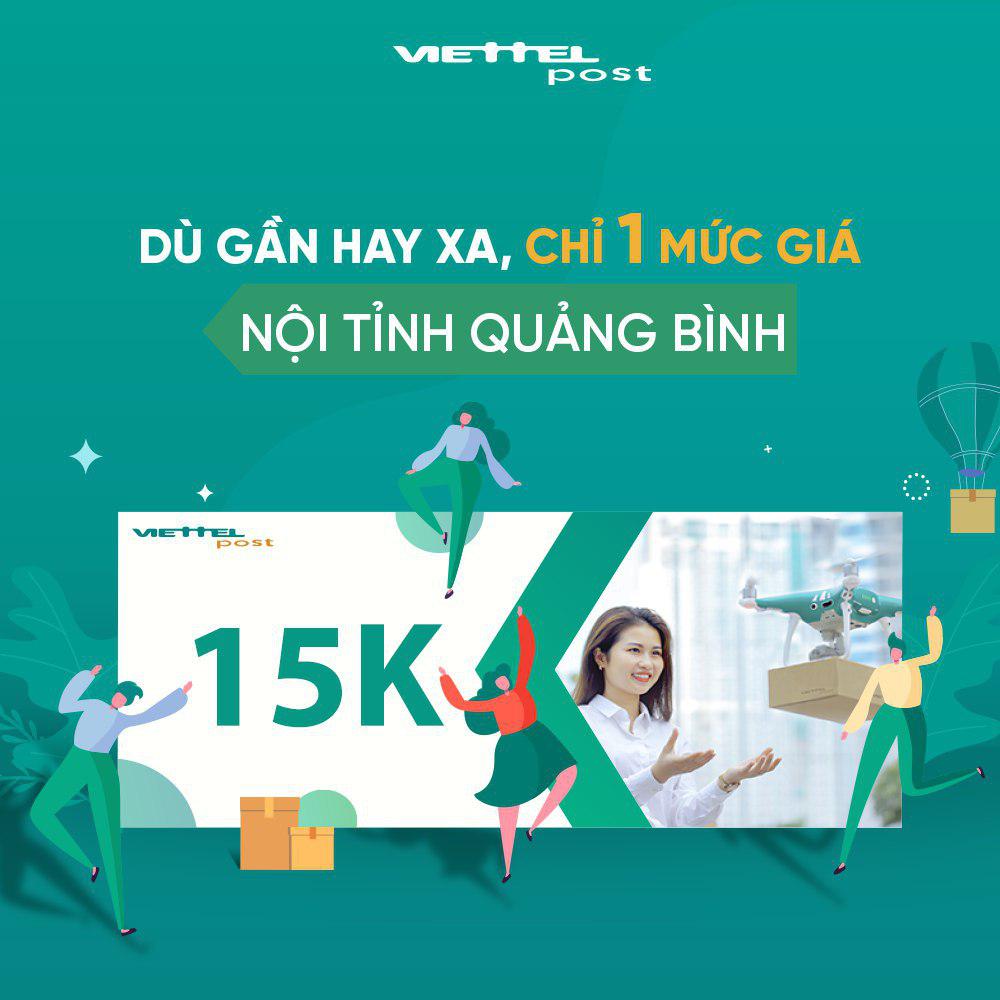 VIETTEL
post
DÙ GẦN HAY XA, CHỈ 1 MỨC GIÁ
NỘI TỈNH QUẢNG BÌNH
VIETTEL
post
15K